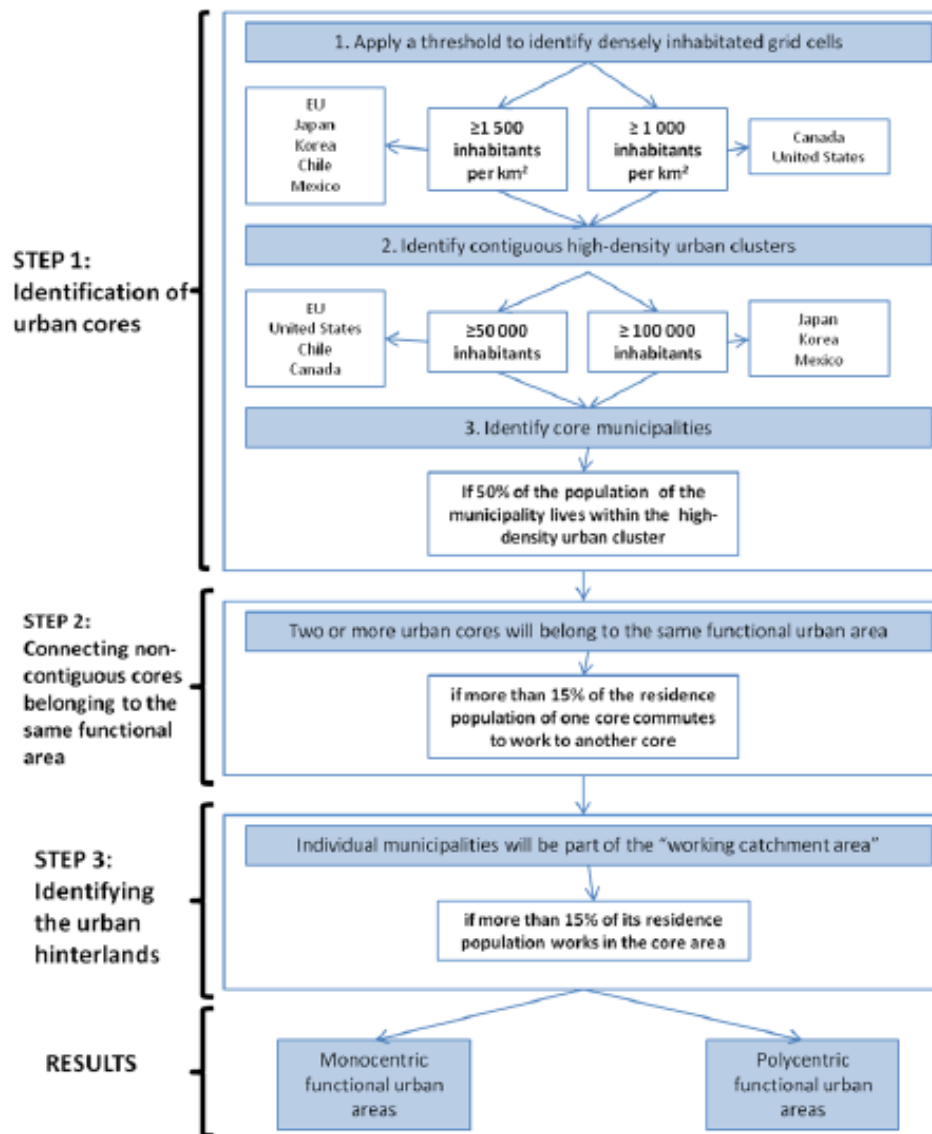 1. Apply a threshold to identify densely inhabitated grid cells
EU
Japan
Korea
Chile
Mexico
≥1 500
inhabitants
per km²
≥ 1 000
inhabitants
per km²
Canada
United States
2. Identify contiguous high-density urban clusters
STEP 1:
Identification of
urban cores
EU
United States
Chile
Canada
≥50 000
inhabitants
≥ 100 000
inhabitants
Japan
Korea
Mexico
3. Identify core municipalities
If 50% of the population of the
municipality lives within the high-
density urban cluster
STEP 2:
Connecting non-
contiguous cores
belonging to the
same functional
area
Two or more urban cores will belong to the same functional urban area
if more than 15% of the residence
population of one core commutes
to work to another core
STEP 3:
Identifying
the urban
hinterlands
Individual municipalities will be part of the “working catchment area”
if more than 15% of its residence
population works in the core area
RESULTS
Monocentric
functional urban
areas
Polycentric
functional urban
areas